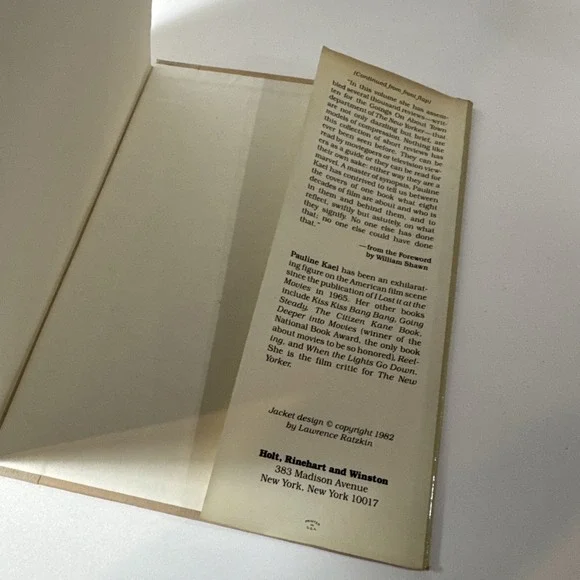 (Continued from front flap)
"In this volume she has assem-
bled several thousand reviews—writ-
ten for the Goings On About Town
department of The New Yorker—that
are not only dazzling but brief, are
models of compression. Nothing like
this collection of short reviews has
ever been seen before. They can be
read by moviegoers or television view-
ers as a guide or they can be read for
their own sake: either way they are a
marvel. A master of synopsis, Pauline
Kael has contrived to tell us between
the covers of one book what eight
decades of film are about and who is
in them and behind them, and to
reflect, swiftly but astutely, on what
they signify. No one else has done
that; no one else could have done
that."
—from the Foreword
by William Shawn
Pauline Kael has been an exhilarat-
ing figure on the American film scene
since the publication of I Lost it at the
Movies in 1965. Her other books
include Kiss Kiss Bang Bang, Going
Steady, The Citizen Kane Book,
Deeper into Movies (winner of the
National Book Award, the only book
about movies to be so honored), Reel-
ing, and When the Lights Go Down.
She is the film critic for The New
Yorker.
Jacket design © copyright 1982
by Lawrence Ratzkin
Holt, Rinehart and Winston
383 Madison Avenue
New York, New York 10017
PRINTED
IN
U.S.A.